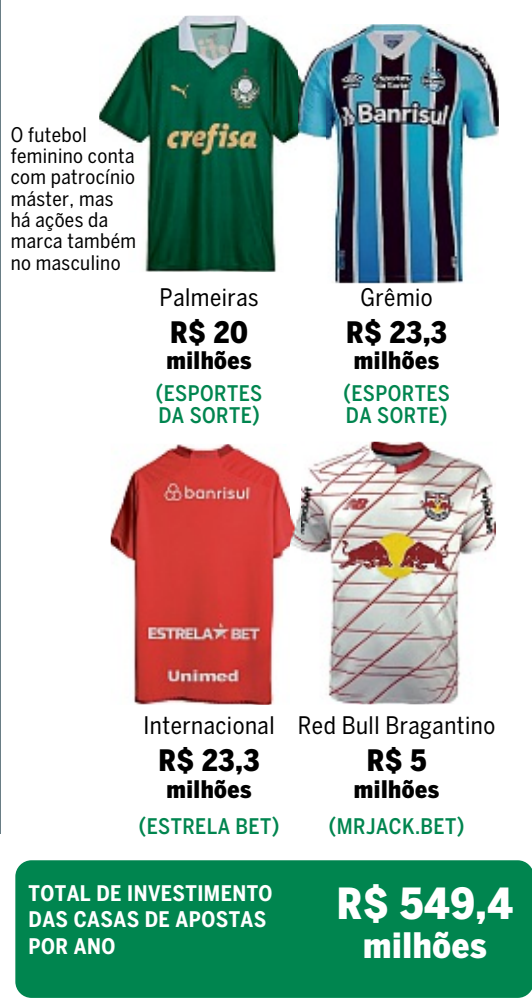 O futebol
feminino conta
com patrocínio
máster, mas
há ações da
marca também
no masculino
crefisa
Esportes
da Sorte
Banrisul
Palmeiras
R$ 20
milhões
(ESPORTES
DA SORTE)
Grêmio
R$ 23,3
milhões
(ESPORTES
DA SORTE)
banrisul
ESTRELA BET
Unimed
Internacional
R$ 23,3
milhões
(ESTRELA BET)
Red Bull Bragantino
R$ 5
milhões
(MRJACK.BET)
TOTAL DE INVESTIMENTO
DAS CASAS DE APOSTAS
POR ANO
R$ 549,4
milhões